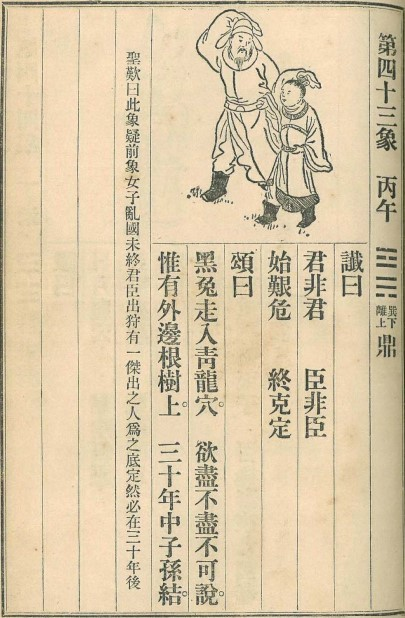 第四十三象 丙午 ䷱ 巽下離上 鼎
讖曰
君非君 臣非臣
始艱危 終克定
頌曰
黑兔走入青龍穴。 欲盡不盡不可說
惟有外邊根樹上。 三十年中子孫結。
聖歎曰此象疑前象女子亂國未終君臣出狩有一傑出之人為之底定然必在三十年後